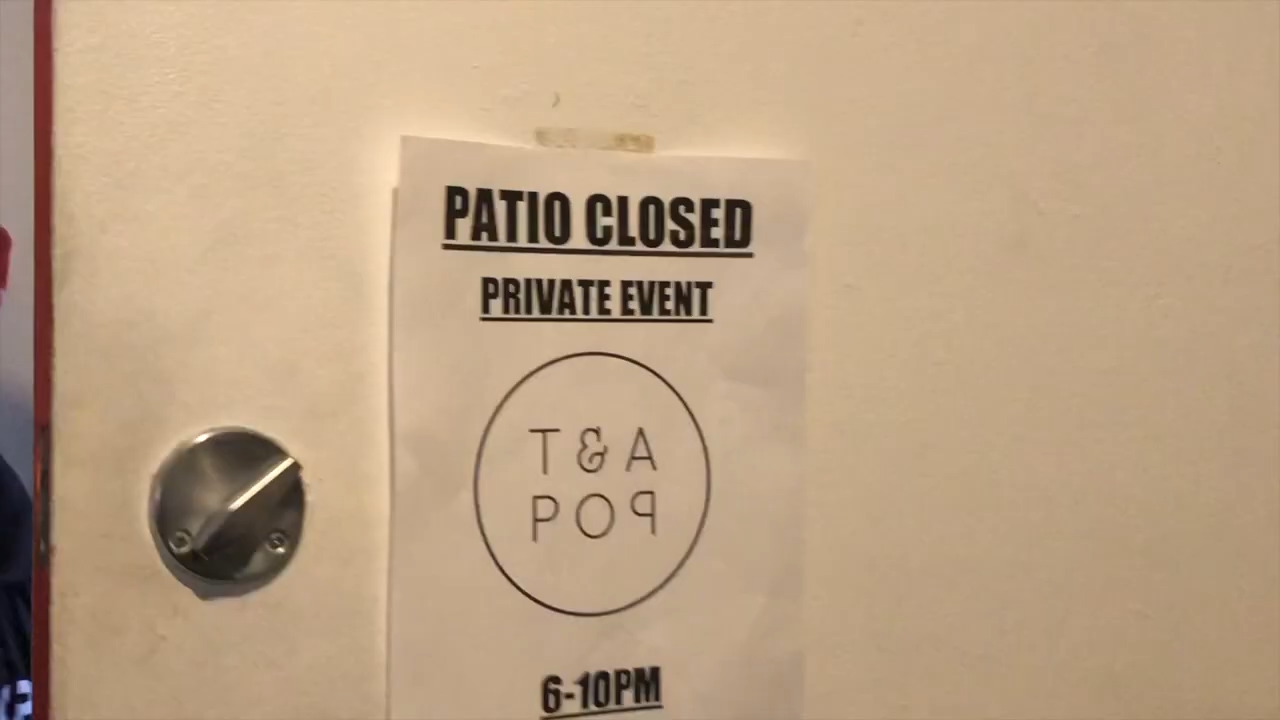 PATIO CLOSED
PRIVATE EVENT
T & A
POP
6-10PM